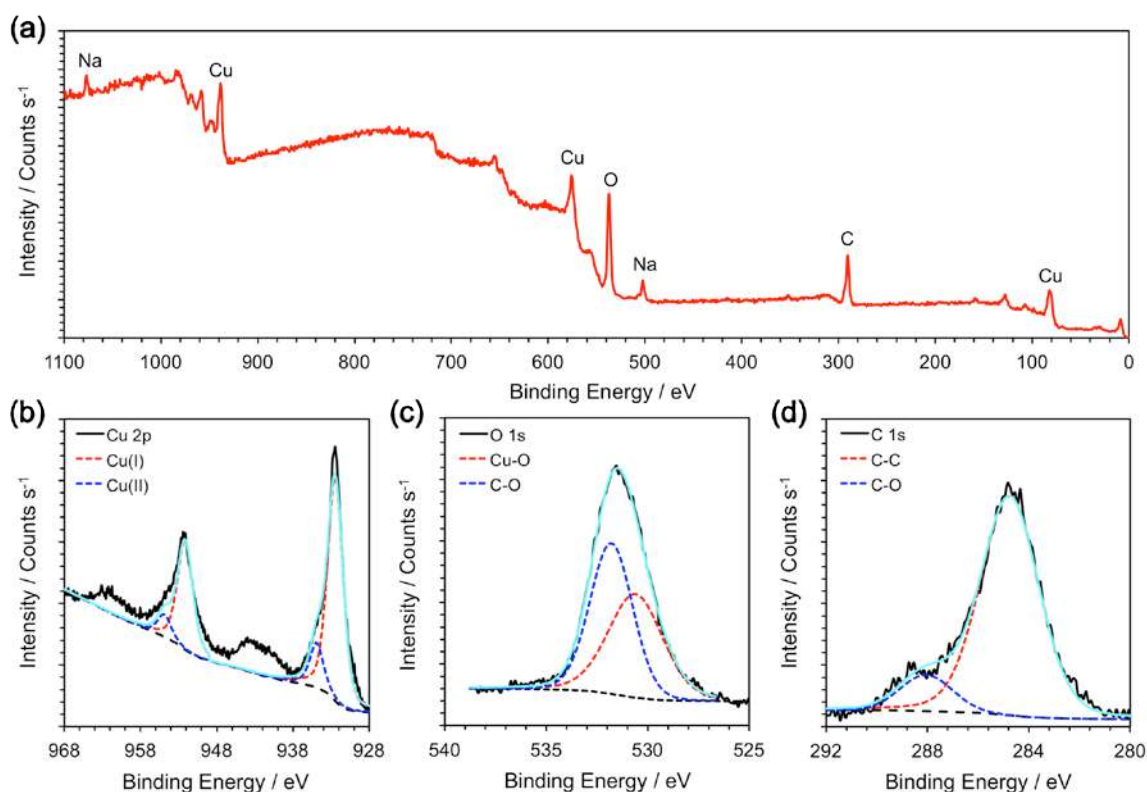 (a)
Na
Cu
Cu
O
Na
C
Cu
Intensity / Counts s⁻¹
1100 1000 900 800 700 600 500 400 300 200 100 0
Binding Energy / eV
(b)
Cu 2p
Cu(I)
Cu(II)
Intensity / Counts s⁻¹
968 958 948 938 928
Binding Energy / eV
(c)
O 1s
Cu-O
C-O
Intensity / Counts s⁻¹
540 535 530 525
Binding Energy / eV
(d)
C 1s
C-C
C-O
Intensity / Counts s⁻¹
292 288 284 280
Binding Energy / eV